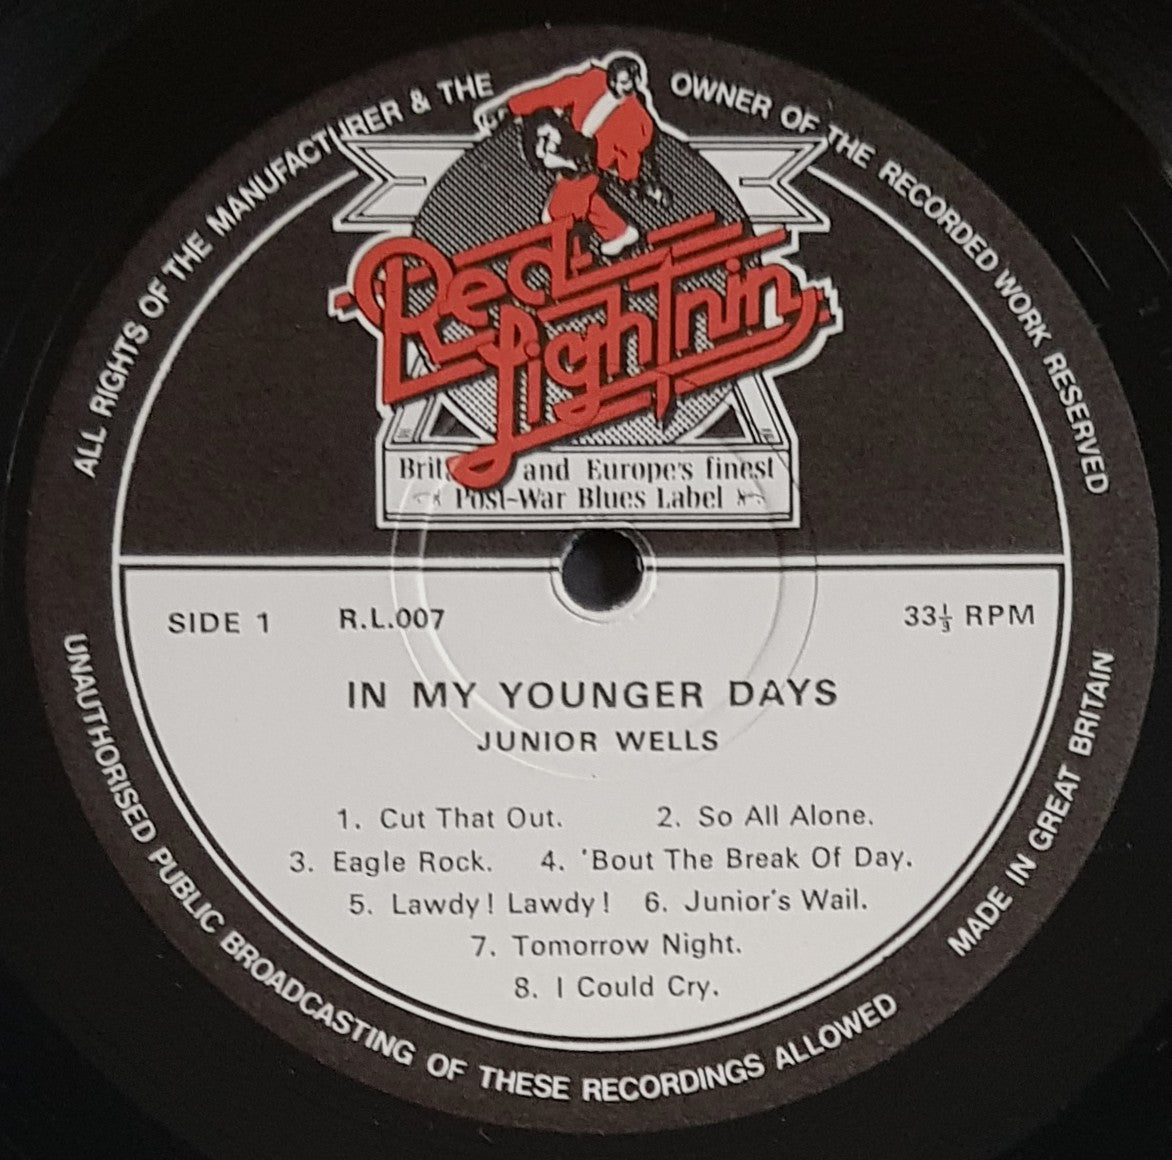 ALL RIGHTS OF THE MANUFACTURER & THE OWNER OF THE RECORDED WORK RESERVED
Red Lightnin
and Europe's finest
Post-War Blues Label
SIDE 1 R.L.007 33⅓ RPM
IN MY YOUNGER DAYS
JUNIOR WELLS
1. Cut That Out. 2. So All Alone.
3. Eagle Rock. 4. 'Bout The Break Of Day.
5. Lawdy! Lawdy! 6. Junior's Wail.
7. Tomorrow Night.
8. I Could Cry.
UNAUTHORISED PUBLIC BROADCASTING OF THESE RECORDINGS ALLOWED
MADE IN GREAT BRITAIN